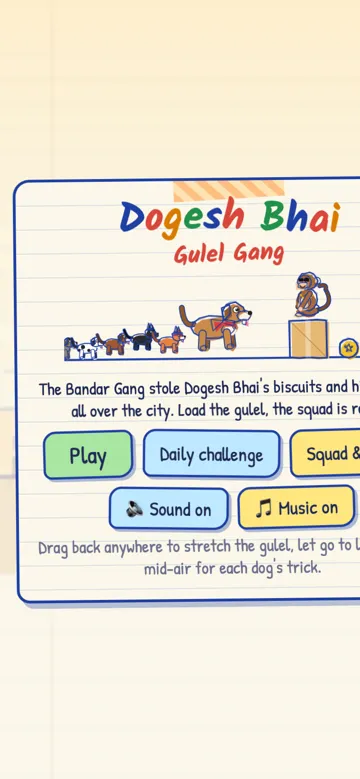 Dogesh Bhai
Gulel Gang
The Bandar Gang stole Dogesh Bhai's biscuits and h
all over the city. Load the gulel, the squad is r
Play
Daily challenge
Squad &
Sound on
Music on
Drag back anywhere to stretch the gulel, let go to l
mid-air for each dog's trick.